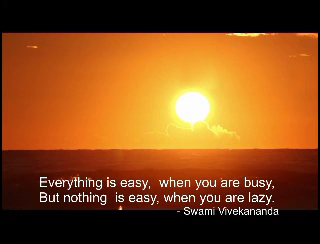 Everything is easy,  when you are busy,
But nothing  is easy, when you are lazy.
- Swami Vivekananda